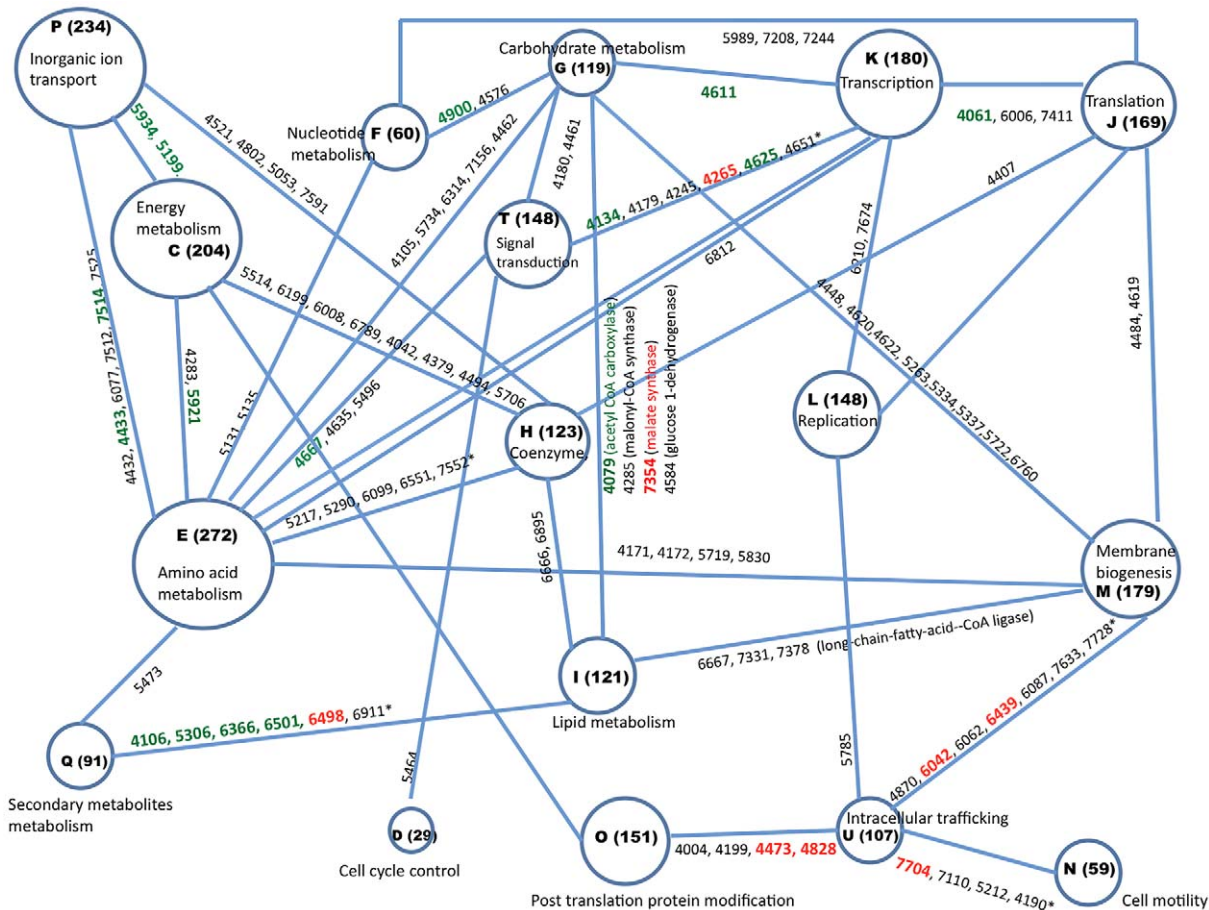 P (234)
Inorganic ion
transport
Carbohydrate metabolism
G (119)
5989, 7208, 7244
K (180)
Transcription
Translation
J (169)
4611
4061, 6006, 7411
Nucleotide
metabolism
F (60)
4900, 4576
5934, 5199,
4521, 4802, 5053, 7591
4105, 5734, 6314, 7156, 4462
4180, 4461
4134, 4179, 4245, 4265, 4625, 4651*
4407
Energy
metabolism
C (204)
T (148)
Signal
transduction
6812
6210, 7674
4484, 4619
5514, 6199, 6008, 6789, 4042, 4379, 4494, 5706
4448, 4620,4622, 5263,5334,5337,5722,6760
4432, 4433, 6077, 7512, 7514, 7525
4283, 5921
5131, 5135
4667, 4635, 5496
4079 (acetyl CoA carboxylase)
4285 (malonyl-CoA synthase)
7354 (malate synthase)
4584 (glucose 1-dehydrogenase)
L (148)
Replication
H (123)
Coenzyme
5217, 5290, 6099, 6551, 7552*
E (272)
Amino acid
metabolism
6666, 6895
4171, 4172, 5719, 5830
Membrane
biogenesis
M (179)
6667, 7331, 7378 (long-chain-fatty-acid--CoA ligase)
I (121)
Lipid metabolism
5473
4106, 5306, 6366, 6501, 6498, 6911*
Q (91)
Secondary metabolites
metabolism
5464
5785
4870, 6042, 6062, 6439, 6087, 7633, 7728*
D (29)
Cell cycle control
O (151)
Post translation protein modification
4004, 4199, 4473, 4828
Intracellular trafficking
U (107)
7704, 7110, 5212, 4190*
N (59)
Cell motility